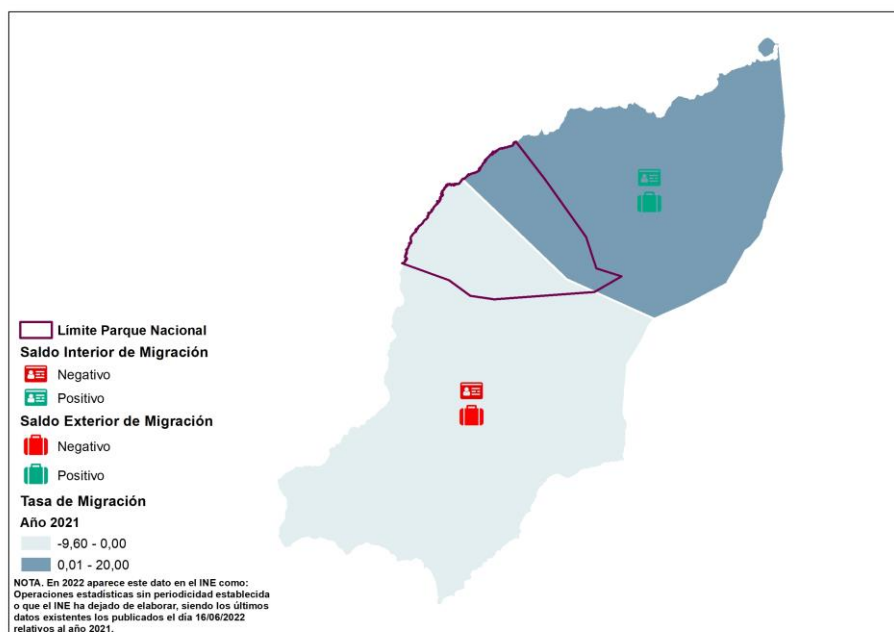 Límite Parque Nacional
Saldo Interior de Migración
Negativo
Positivo
Saldo Exterior de Migración
Negativo
Positivo
Tasa de Migración
Año 2021
-9,60 - 0,00
0,01 - 20,00
NOTA. En 2022 aparece este dato en el INE como:
Operaciones estadísticas sin periodicidad establecida
o que el INE ha dejado de elaborar, siendo los últimos
datos existentes los publicados el día 16/06/2022
relativos al año 2021.